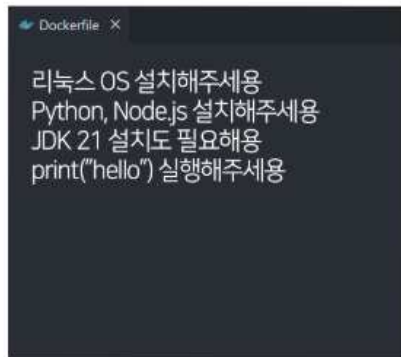 Dockerfile ×
리눅스 OS 설치해주세용
Python, Node.js 설치해주세용
JDK 21 설치도 필요해용
print("hello") 실행해주세용